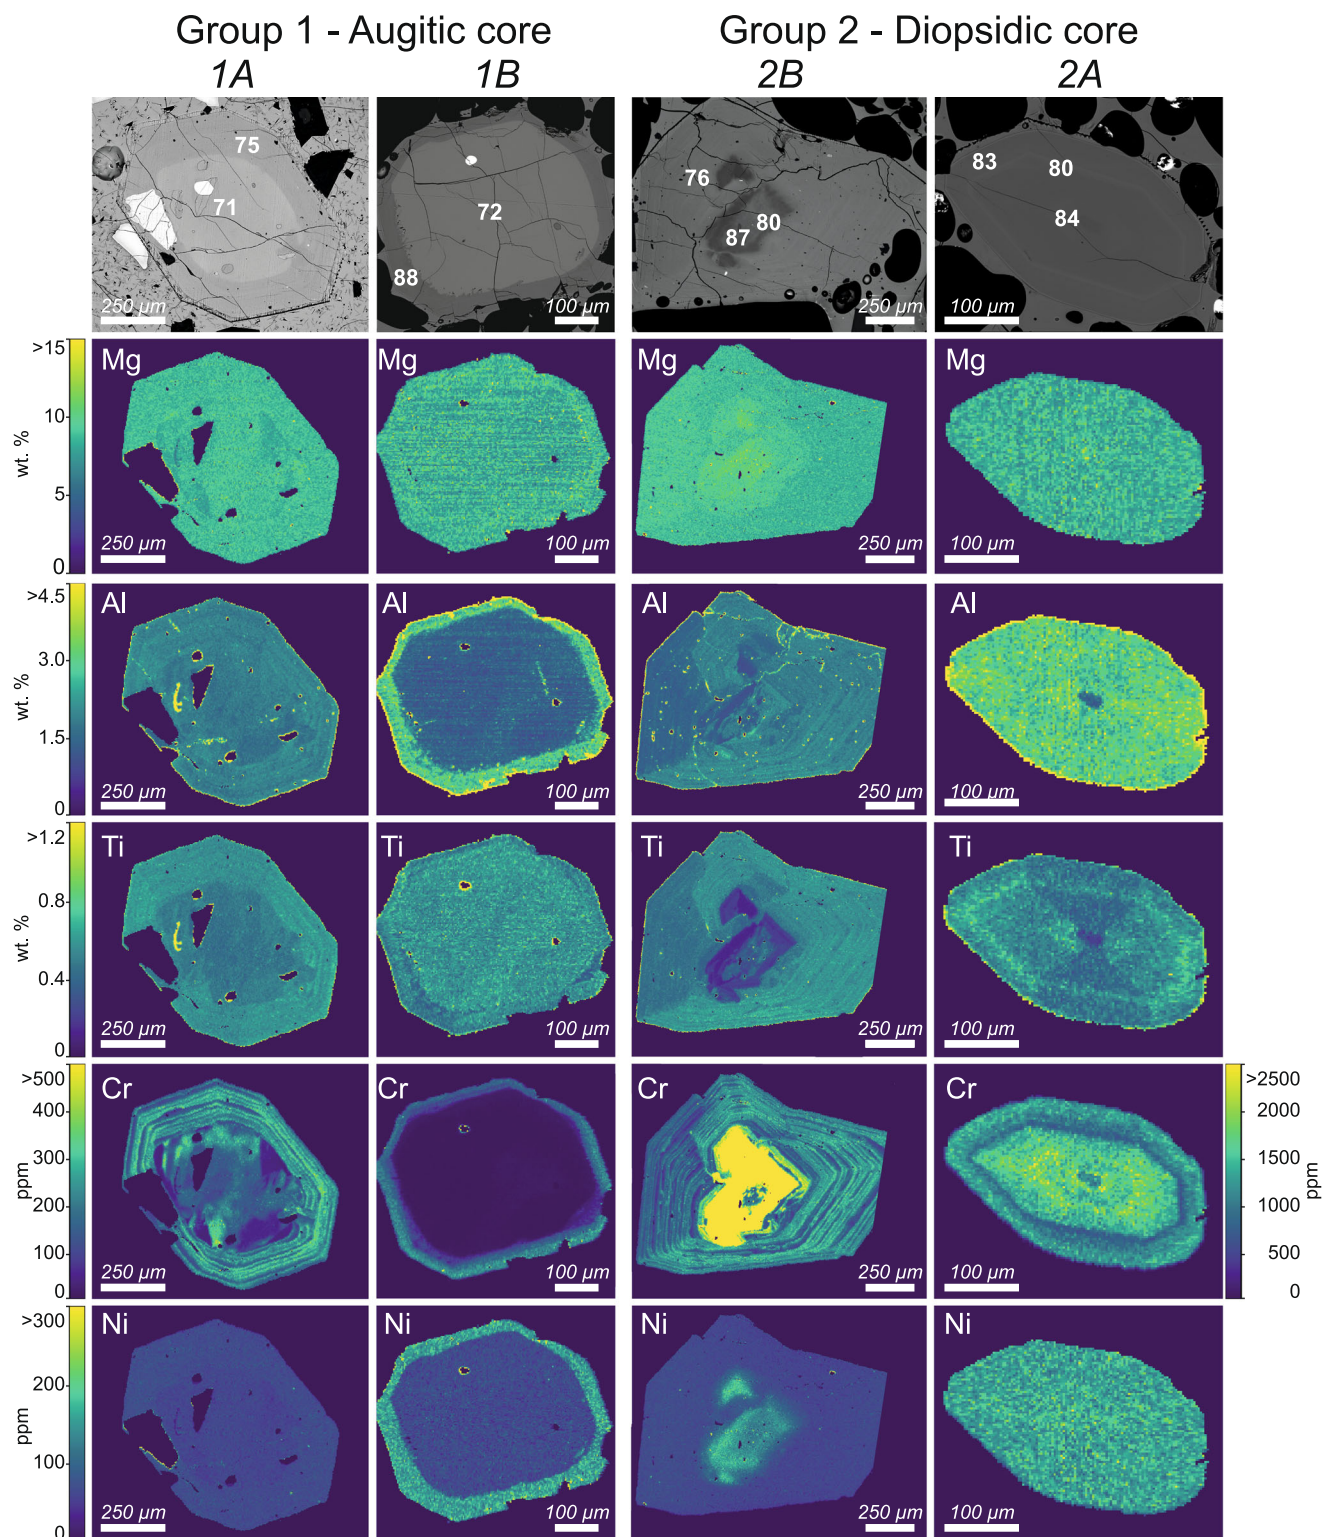 Group 1 - Augitic core
Group 2 - Diopsidic core
1A
1B
2B
2A
75
71
250 µm
72
88
100 µm
76
80
87
250 µm
83
80
84
100 µm
>15
10
5
0
wt. %
Mg
250 µm
Mg
100 µm
Mg
250 µm
Mg
100 µm
>4.5
3.0
1.5
0
wt. %
Al
250 µm
Al
100 µm
Al
250 µm
Al
100 µm
>1.2
0.8
0.4
0
wt. %
Ti
250 µm
Ti
100 µm
Ti
250 µm
Ti
100 µm
>500
400
300
200
100
0
ppm
Cr
250 µm
Cr
100 µm
Cr
250 µm
Cr
100 µm
>2500
2000
1500
1000
500
0
ppm
>300
200
100
0
ppm
Ni
250 µm
Ni
100 µm
Ni
250 µm
Ni
100 µm